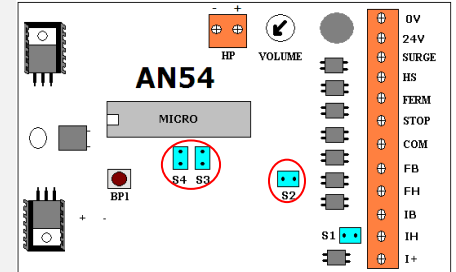 - +
HP
VOLUME
AN54
MICRO
S4 S3
BP1
+ -
S2
S1
0V
24V
SURGE
HS
FERM
STOP
COM
FB
FH
IB
IH
I+